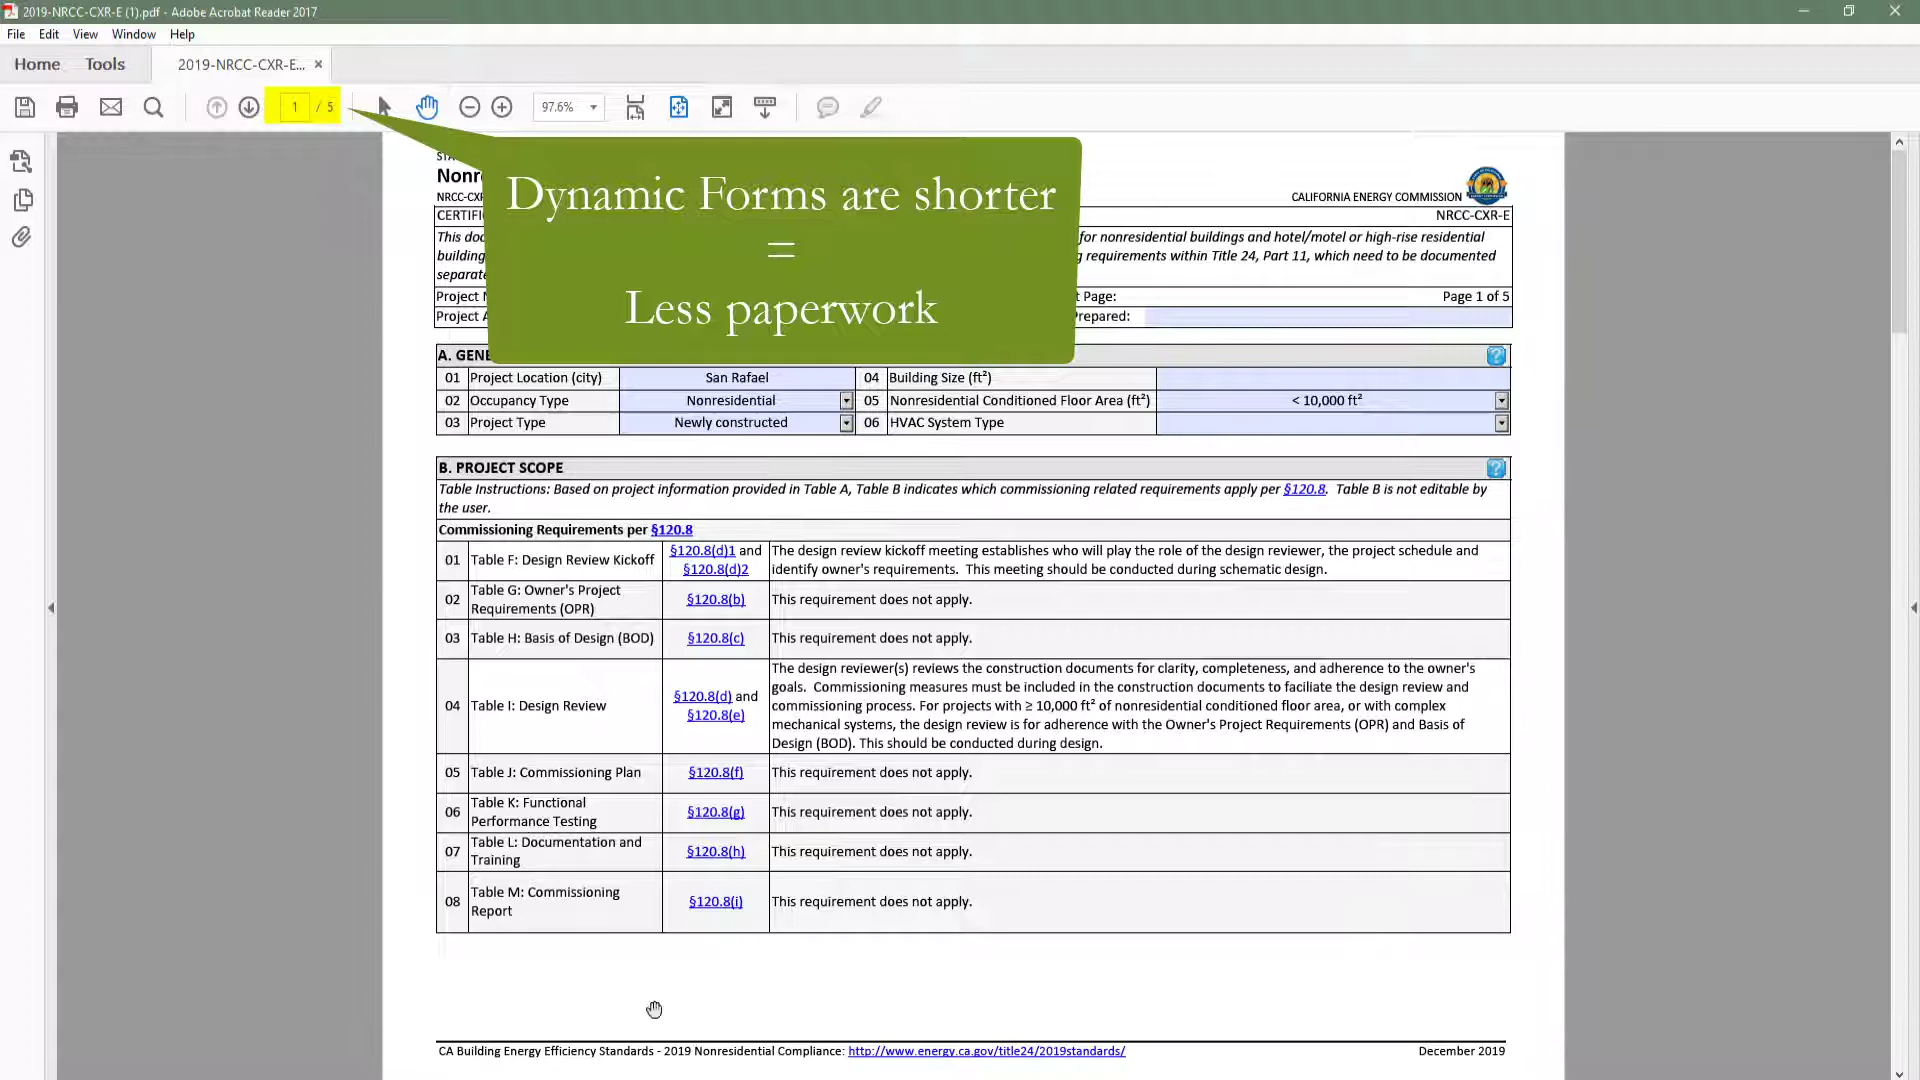 2019-NRCC-CXR-E (1).pdf - Adobe Acrobat Reader 2017
File Edit View Window Help
Home Tools 2019-NRCC-CXR-E... ×
1 / 5 97.6%
Dynamic Forms are shorter
=
Less paperwork
Nonr
NRCC-CXR CALIFORNIA ENERGY COMMISSION
CERTIFI NRCC-CXR-E
This doc for nonresidential buildings and hotel/motel or high-rise residential
building requirements within Title 24, Part 11, which need to be documented
separate
Project N t Page: Page 1 of 5
Project A Prepared:
A. GENE ?
01 Project Location (city) San Rafael 04 Building Size (ft²)
02 Occupancy Type Nonresidential 05 Nonresidential Conditioned Floor Area (ft²) < 10,000 ft²
03 Project Type Newly constructed 06 HVAC System Type
B. PROJECT SCOPE ?
Table Instructions: Based on project information provided in Table A, Table B indicates which commissioning related requirements apply per §120.8. Table B is not editable by
the user.
Commissioning Requirements per §120.8
01 Table F: Design Review Kickoff §120.8(d)1 and §120.8(d)2 The design review kickoff meeting establishes who will play the role of the design reviewer, the project schedule and
identify owner's requirements. This meeting should be conducted during schematic design.
02 Table G: Owner's Project
Requirements (OPR) §120.8(b) This requirement does not apply.
03 Table H: Basis of Design (BOD) §120.8(c) This requirement does not apply.
04 Table I: Design Review §120.8(d) and §120.8(e) The design reviewer(s) reviews the construction documents for clarity, completeness, and adherence to the owner's
goals. Commissioning measures must be included in the construction documents to faciliate the design review and
commissioning process. For projects with ≥ 10,000 ft² of nonresidential conditioned floor area, or with complex
mechanical systems, the design review is for adherence with the Owner's Project Requirements (OPR) and Basis of
Design (BOD). This should be conducted during design.
05 Table J: Commissioning Plan §120.8(f) This requirement does not apply.
06 Table K: Functional
Performance Testing §120.8(g) This requirement does not apply.
07 Table L: Documentation and
Training §120.8(h) This requirement does not apply.
08 Table M: Commissioning
Report §120.8(i) This requirement does not apply.
CA Building Energy Efficiency Standards - 2019 Nonresidential Compliance: http://www.energy.ca.gov/title24/2019standards/ December 2019